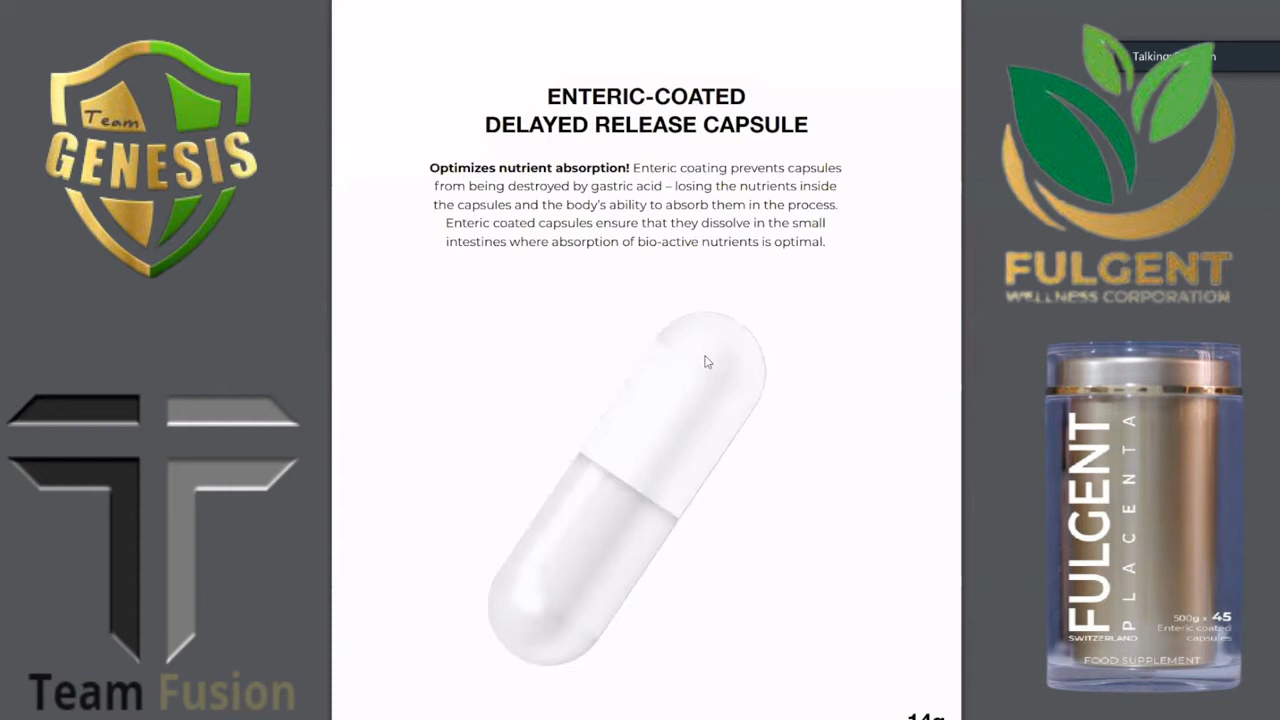 Team
GENESIS
Team Fusion
ENTERIC-COATED
DELAYED RELEASE CAPSULE
Optimizes nutrient absorption! Enteric coating prevents capsules
from being destroyed by gastric acid – losing the nutrients inside
the capsules and the body's ability to absorb them in the process.
Enteric coated capsules ensure that they dissolve in the small
intestines where absorption of bio-active nutrients is optimal.
Talking:
FULGENT
WELLNESS CORPORATION
FULGENT
PLACENTA
SWITZERLAND
500g x 45
Enteric coated
capsules
FOOD SUPPLEMENT